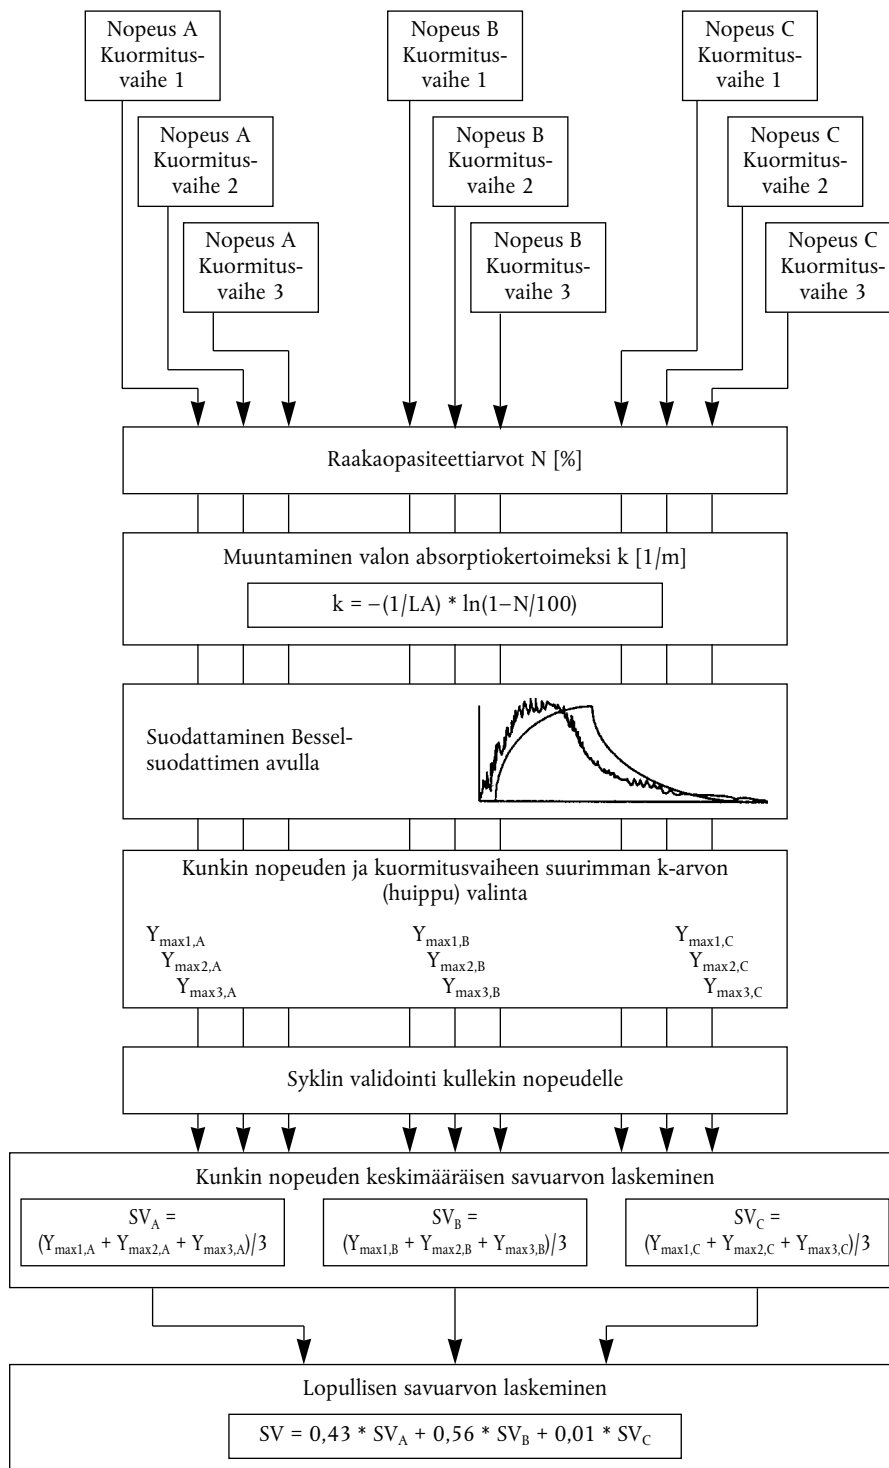 Nopeus A
Kuormitus-
vaihe 1
Nopeus B
Kuormitus-
vaihe 1
Nopeus C
Kuormitus-
vaihe 1
Nopeus A
Kuormitus-
vaihe 2
Nopeus B
Kuormitus-
vaihe 2
Nopeus C
Kuormitus-
vaihe 2
Nopeus A
Kuormitus-
vaihe 3
Nopeus B
Kuormitus-
vaihe 3
Nopeus C
Kuormitus-
vaihe 3
Raakaopasiteettiarvot N [%]
Muuntaminen valon absorptiokertoimeksi k [1/m]
k = −(1/LA) * ln(1−N/100)
Suodattaminen Bessel-
suodattimen avulla
Kunkin nopeuden ja kuormitusvaiheen suurimman k-arvon
(huippu) valinta
Ymax1,A
Ymax2,A
Ymax3,A
Ymax1,B
Ymax2,B
Ymax3,B
Ymax1,C
Ymax2,C
Ymax3,C
Syklin validointi kullekin nopeudelle
Kunkin nopeuden keskimääräisen savuarvon laskeminen
SVA =
(Ymax1,A + Ymax2,A + Ymax3,A)/3
SVB =
(Ymax1,B + Ymax2,B + Ymax3,B)/3
SVC =
(Ymax1,C + Ymax2,C + Ymax3,C)/3
Lopullisen savuarvon laskeminen
SV = 0,43 * SVA + 0,56 * SVB + 0,01 * SVC